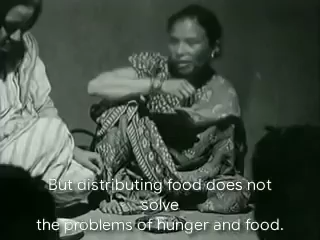 But distributing food does not
solve
the problems of hunger and food.